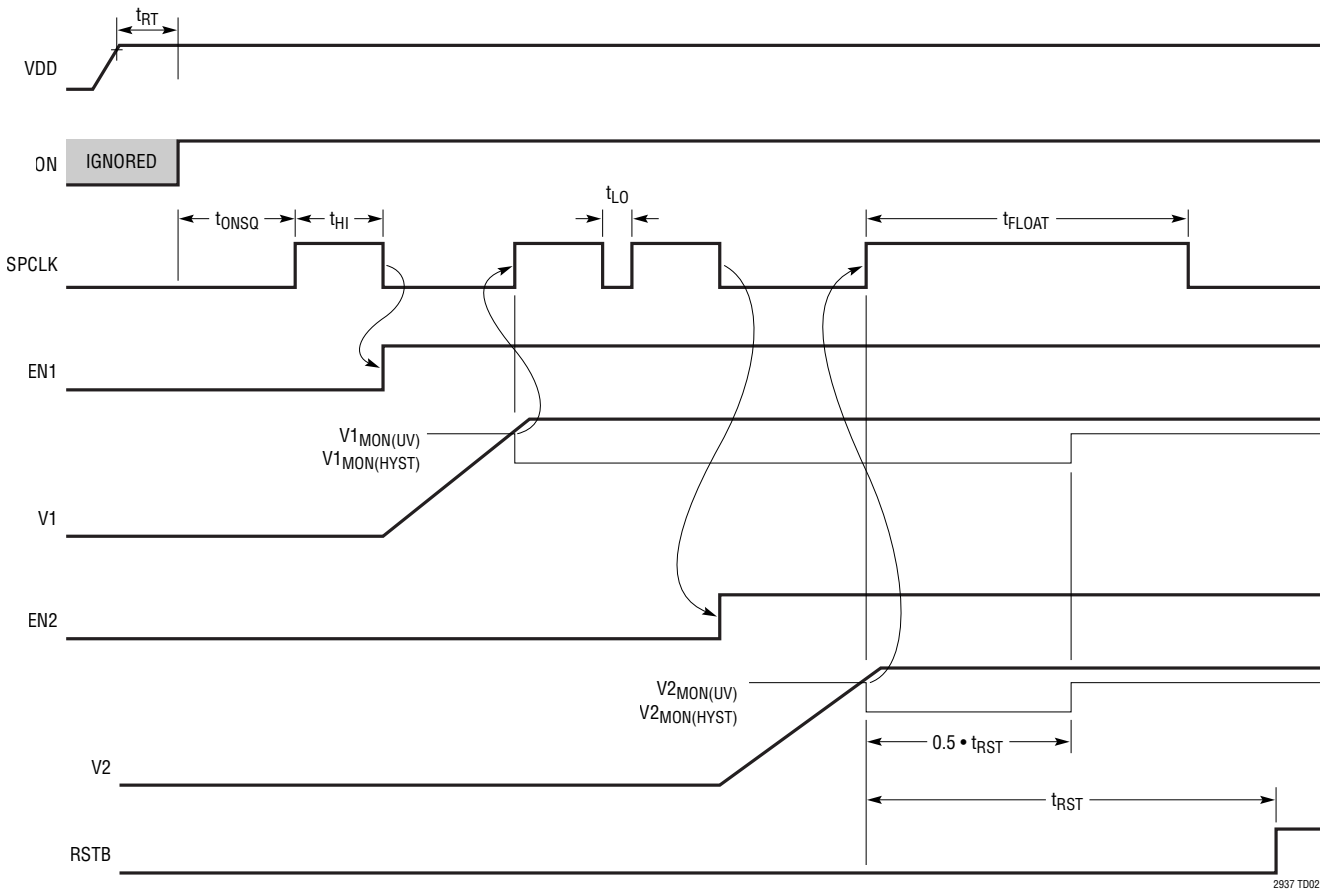 tRT
VDD
ON
IGNORED
tLO
tONSQ
tHI
tFLOAT
SPCLK
EN1
V1MON(UV)
V1MON(HYST)
V1
EN2
V2MON(UV)
V2MON(HYST)
0.5 • tRST
V2
tRST
RSTB
2937 TD02